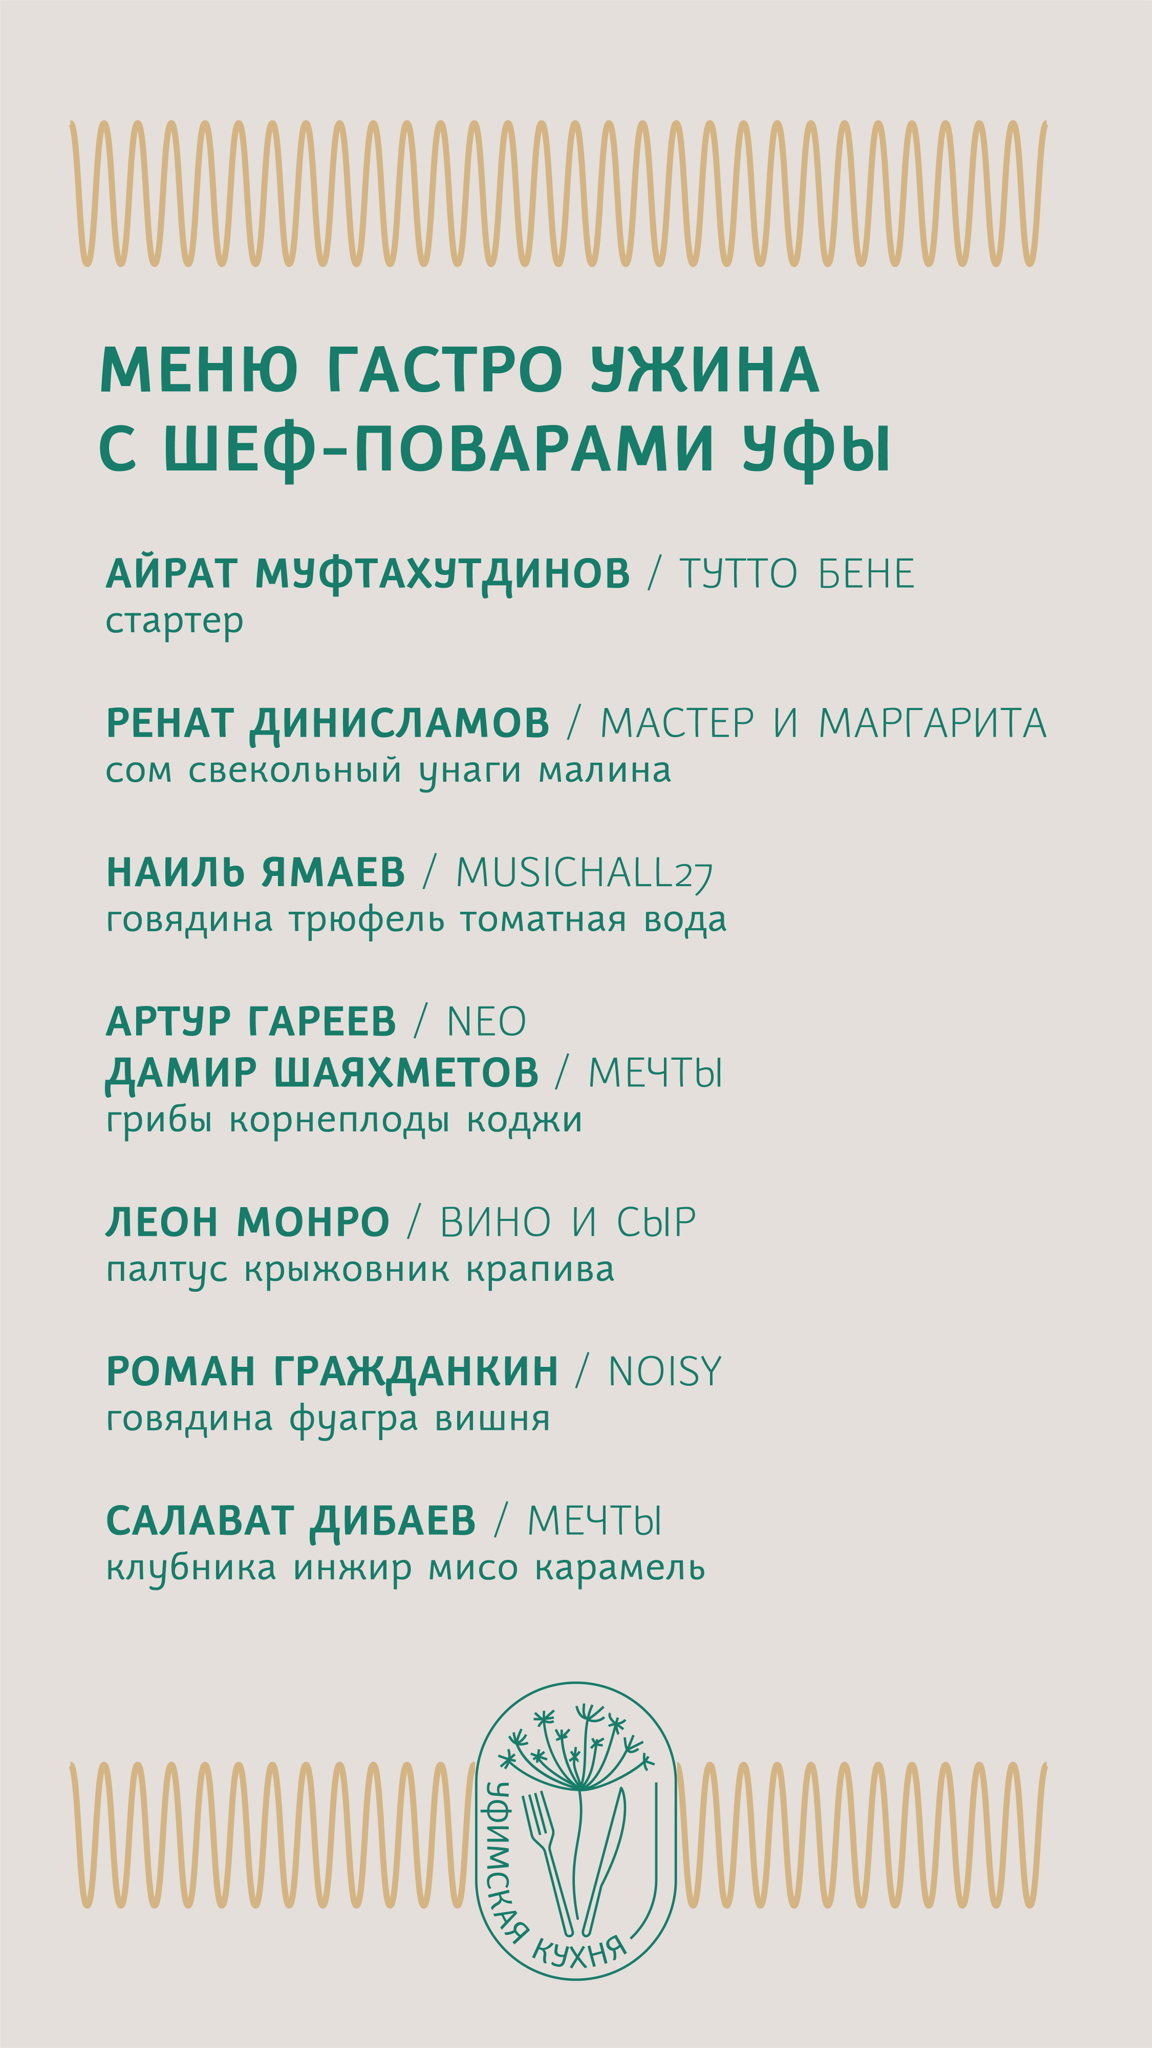 МЕНЮ ГАСТРО УЖИНА
С ШЕФ-ПОВАРАМИ УФЫ
АЙРАТ МУФТАХУТДИНОВ / ТУТТО БЕНЕ
стартер
РЕНАТ ДИНИСЛАМОВ / МАСТЕР И МАРГАРИТА
сом свекольный унаги малина
НАИЛЬ ЯМАЕВ / MUSICHALL27
говядина трюфель томатная вода
АРТУР ГАРЕЕВ / NEO
ДАМИР ШАЯХМЕТОВ / МЕЧТЫ
грибы корнеплоды коджи
ЛЕОН МОНРО / ВИНО И СЫР
палтус крыжовник крапива
РОМАН ГРАЖДАНКИН / NOISY
говядина фуагра вишня
САЛАВАТ ДИБАЕВ / МЕЧТЫ
клубника инжир мисо карамель
УФИМСКАЯ КУХНЯ